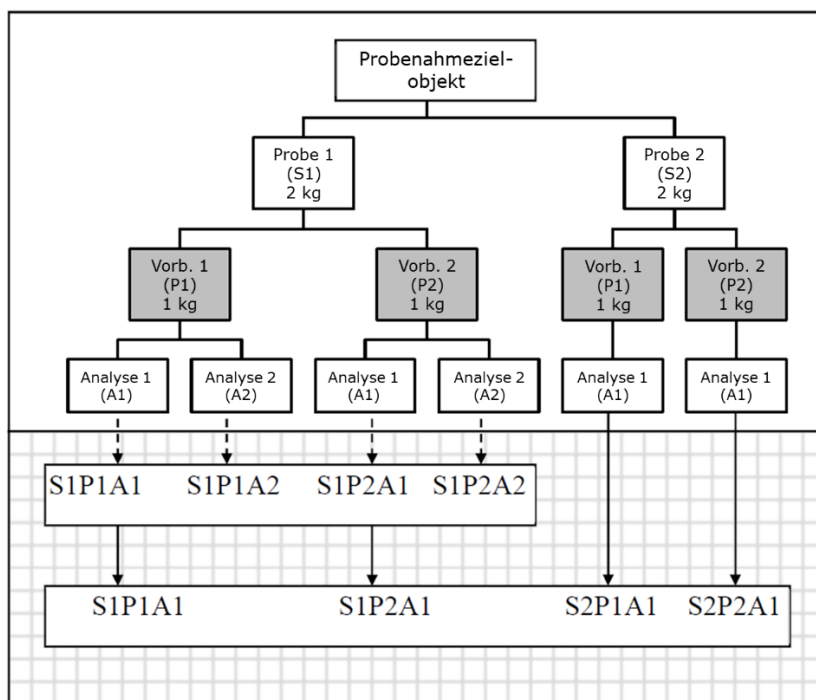 Probenahmeziel-
objekt
Probe 1
(S1)
2 kg
Probe 2
(S2)
2 kg
Vorb. 1
(P1)
1 kg
Vorb. 2
(P2)
1 kg
Vorb. 1
(P1)
1 kg
Vorb. 2
(P2)
1 kg
Analyse 1
(A1)
Analyse 2
(A2)
Analyse 1
(A1)
Analyse 2
(A2)
Analyse 1
(A1)
Analyse 1
(A1)
S1P1A1 S1P1A2 S1P2A1 S1P2A2
S1P1A1 S1P2A1 S2P1A1 S2P2A1